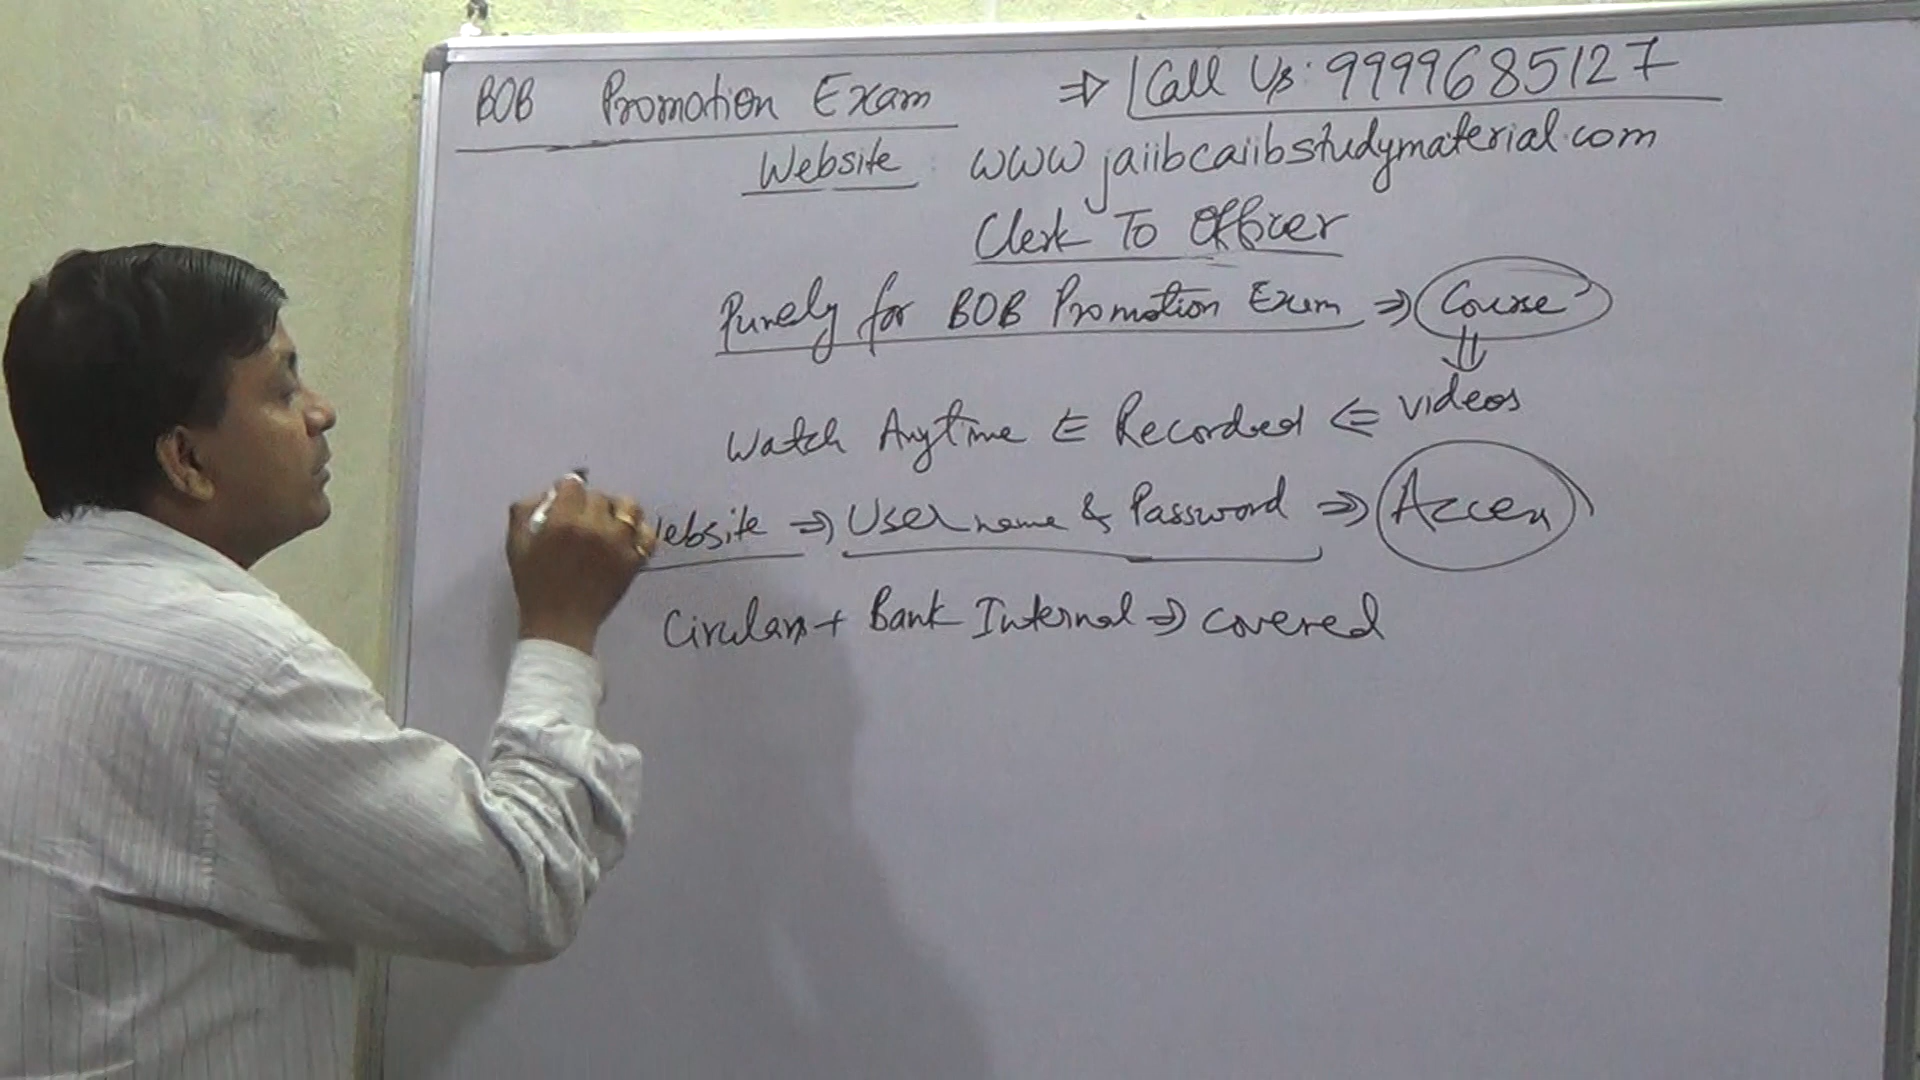 BOB Promotion Exam ⇒ Call Us: 9999685127
Website: www.jaiibcaiibstudymaterial.com
Clerk To Officer
Purely for BOB Promotion Exam ⇒ Course
⇓
Watch Anytime ⇐ Recorded ⇐ videos
ebsite ⇒ User name & Password ⇒ Access
Circulars + Bank Internal ⇒ covered